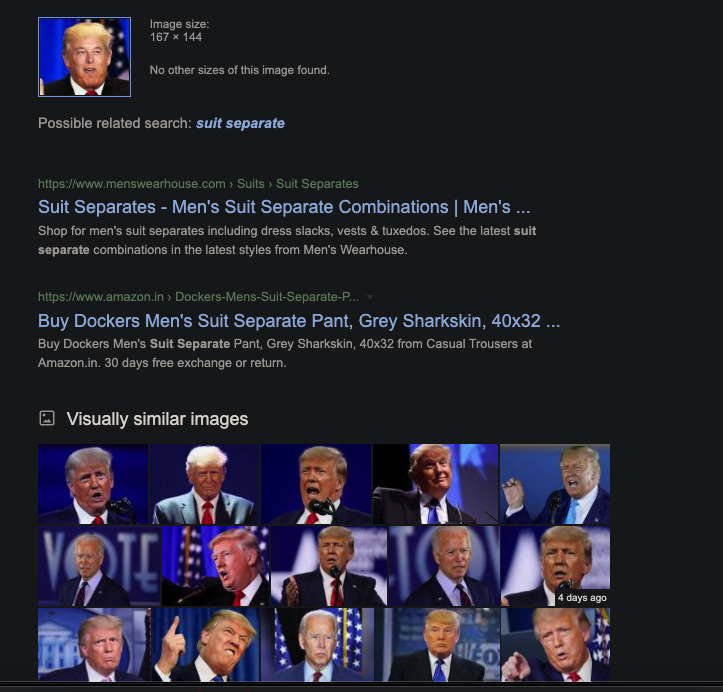 Image size:
167 × 144
No other sizes of this image found.
Possible related search: suit separate
https://www.menswearhouse.com › Suits › Suit Separates
Suit Separates - Men's Suit Separate Combinations | Men's ...
Shop for men's suit separates including dress slacks, vests & tuxedos. See the latest suit
separate combinations in the latest styles from Men's Wearhouse.
https://www.amazon.in › Dockers-Mens-Suit-Separate-P...
Buy Dockers Men's Suit Separate Pant, Grey Sharkskin, 40x32 ...
Buy Dockers Men's Suit Separate Pant, Grey Sharkskin, 40x32 from Casual Trousers at
Amazon.in. 30 days free exchange or return.
Visually similar images
VOTE
4 days ago